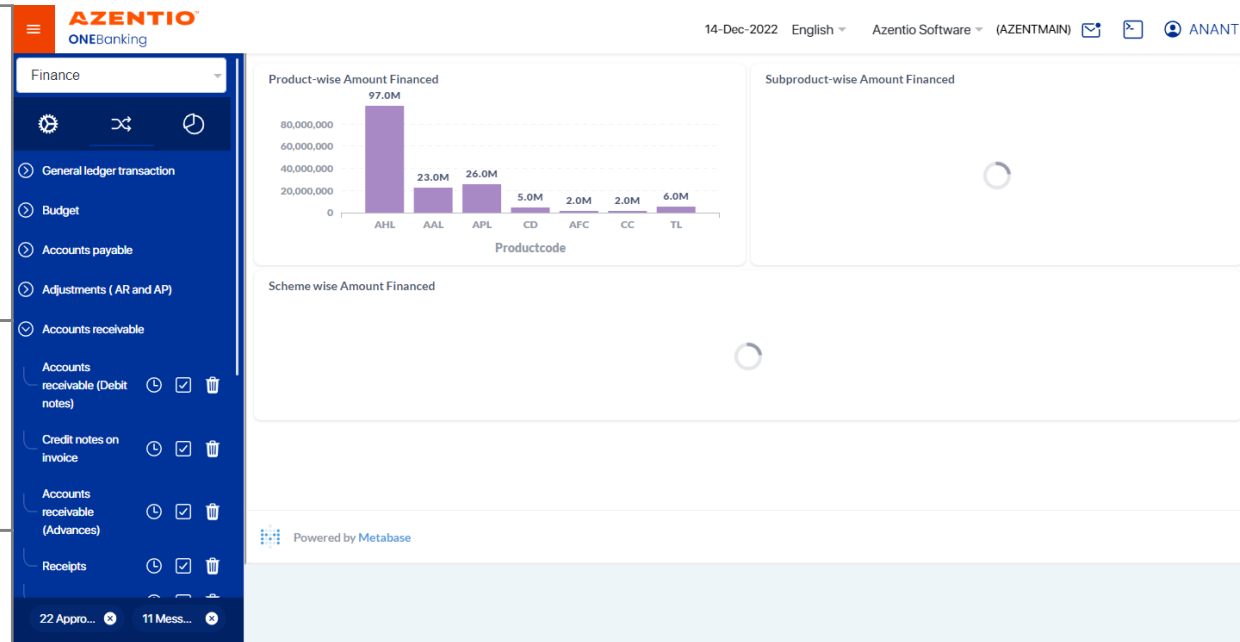 AZENTIO™
ONEBanking
14-Dec-2022 English Azentio Software (AZENTMAIN) ANANT
Finance
General ledger transaction
Budget
Accounts payable
Adjustments ( AR and AP)
Accounts receivable
Accounts
receivable (Debit
notes)
Credit notes on
invoice
Accounts
receivable
(Advances)
Receipts
22 Appro...
11 Mess...
Product-wise Amount Financed
97.0M
80,000,000
60,000,000
40,000,000
20,000,000
0
23.0M
26.0M
5.0M
2.0M
2.0M
6.0M
AHL AAL APL CD AFC CC TL
Productcode
Subproduct-wise Amount Financed
Scheme wise Amount Financed
Powered by Metabase